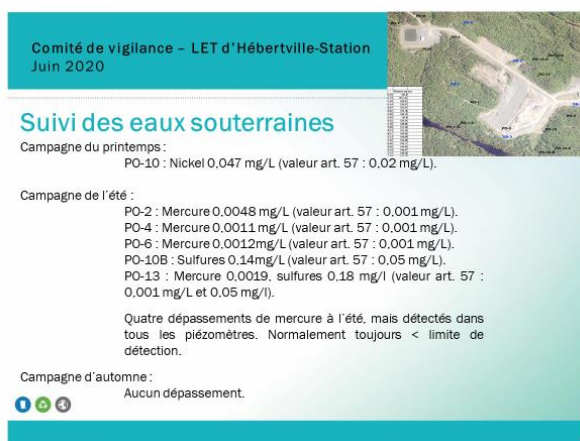 Comité de vigilance – LET d'Hébertville-Station
Juin 2020
Suivi des eaux souterraines
Campagne du printemps :
PO-10 : Nickel 0,047 mg/L (valeur art. 57 : 0,02 mg/L).
Campagne de l'été :
PO-2 : Mercure 0,0048 mg/L (valeur art. 57 : 0,001 mg/L).
PO-4 : Mercure 0,0011 mg/L (valeur art. 57 : 0,001 mg/L).
PO-6 : Mercure 0,0012mg/L (valeur art. 57 : 0,001 mg/L).
PO-10B : Sulfures 0,14mg/L (valeur art. 57 : 0,05 mg/L).
PO-13 : Mercure 0,0019, sulfures 0,18 mg/l (valeur art. 57 :
0,001 mg/L et 0,05 mg/l).
Quatre dépassements de mercure à l'été, mais détectés dans
tous les piézomètres. Normalement toujours < limite de
détection.
Campagne d'automne :
Aucun dépassement.